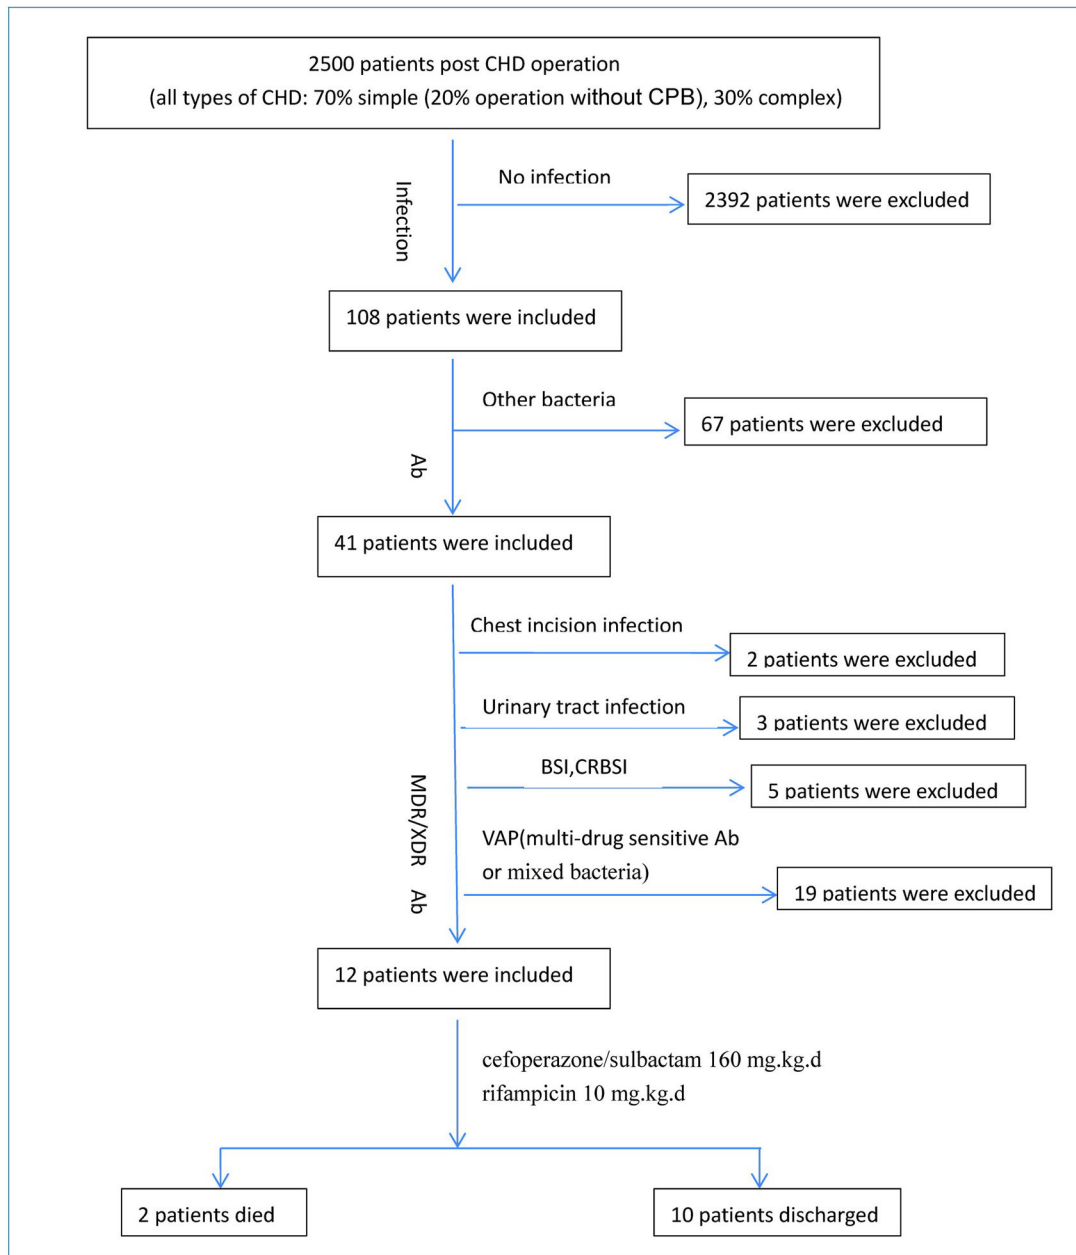 2500 patients post CHD operation
(all types of CHD: 70% simple (20% operation without CPB), 30% complex)
Infection
No infection
2392 patients were excluded
108 patients were included
Other bacteria
67 patients were excluded
Ab
41 patients were included
Chest incision infection
2 patients were excluded
Urinary tract infection
3 patients were excluded
BSI,CRBSI
5 patients were excluded
MDR/XDR Ab
VAP(multi-drug sensitive Ab
or mixed bacteria)
19 patients were excluded
12 patients were included
cefoperazone/sulbactam 160 mg.kg.d
rifampicin 10 mg.kg.d
2 patients died
10 patients discharged